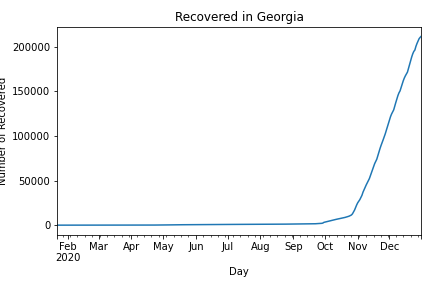 Recovered in Georgia
Number of Recovered
200000
150000
100000
50000
0
Feb Mar Apr May Jun Jul Aug Sep Oct Nov Dec
2020
Day